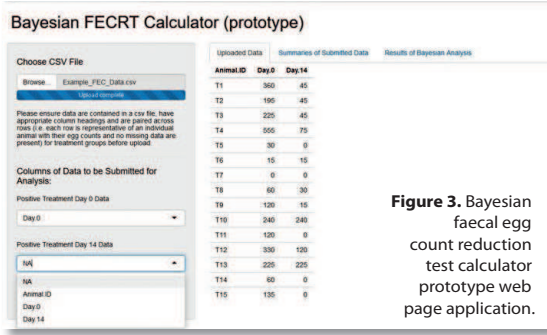 Bayesian FECRT Calculator (prototype)
Choose CSV File
Browse... Example_FEC_Data.csv
Upload complete
Please ensure data are contained in a csv file, have
appropriate column headings and are paired across
rows (i.e. each row is representative of an individual
animal with their egg counts and no missing data are
present) for treatment groups before upload
Columns of Data to be Submitted for
Analysis:
Positive Treatment Day 0 Data
Day.0
Positive Treatment Day 14 Data
NA
NA
Animal.ID
Day.0
Day.14
Uploaded Data Summaries of Submitted Data Results of Bayesian Analysis
Animal.ID Day.0 Day.14
T1 360 45
T2 195 45
T3 225 45
T4 555 75
T5 30 0
T6 15 15
T7 0 0
T8 60 30
T9 120 15
T10 240 240
T11 120 0
T12 330 120
T13 225 225
T14 60 0
T15 135 0
Figure 3. Bayesian
faecal egg
count reduction
test calculator
prototype web
page application.